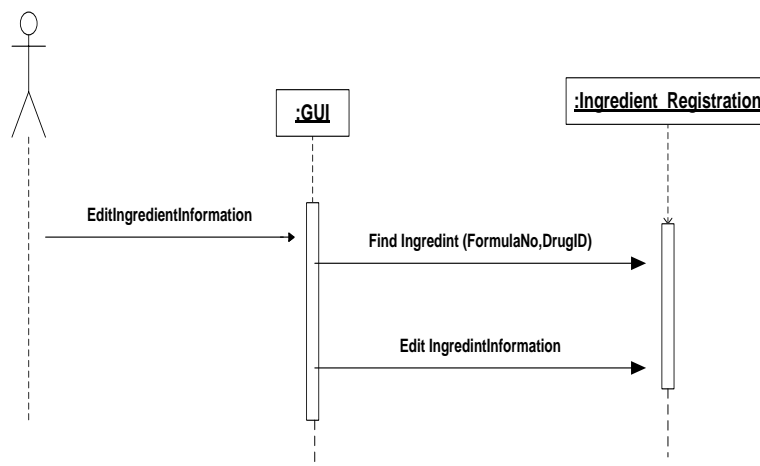 :GUI
:Ingredient_Registration
EditIngredientInformation
Find Ingredint (FormulaNo,DrugID)
Edit IngredintInformation